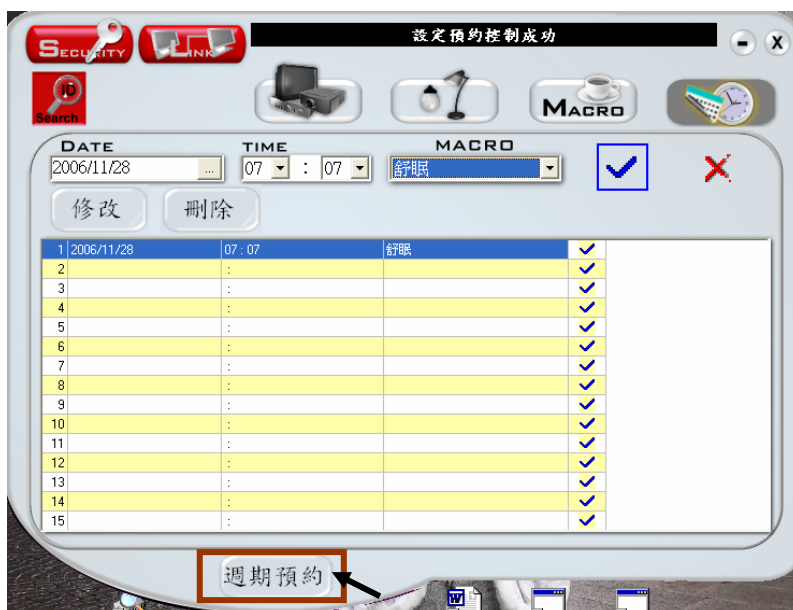 設定預約控制成功
SECURITY LINK
ID
Search
MACRO
DATE TIME MACRO
2006/11/28 ... 07 : 07 舒眠
修改 刪除
1 2006/11/28 07 : 07 舒眠
2 :
3 :
4 :
5 :
6 :
7 :
8 :
9 :
10 :
11 :
12 :
13 :
14 :
15 :
週期預約